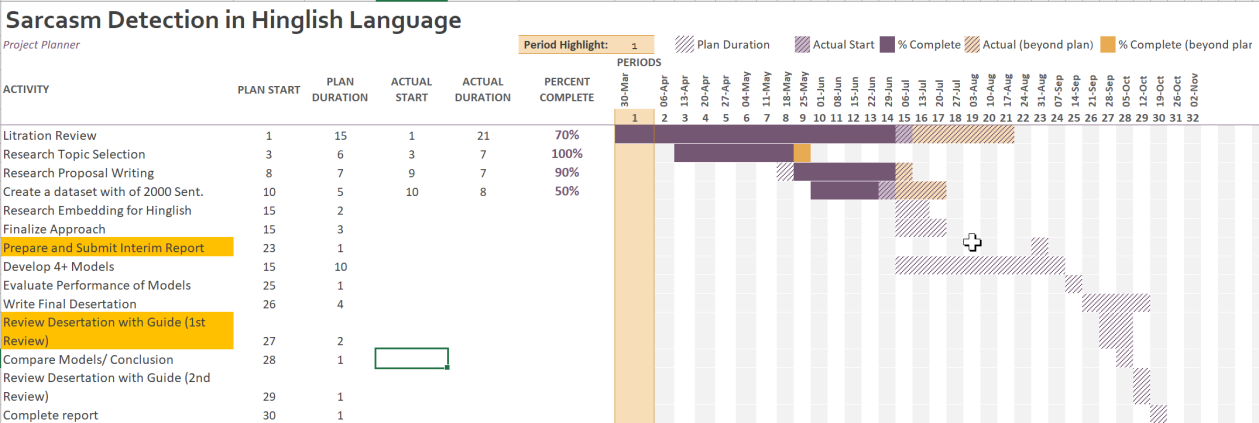 Sarcasm Detection in Hinglish Language
Project Planner
Period Highlight: 1
Plan Duration
Actual Start
% Complete
Actual (beyond plan)
% Complete (beyond plan
PERIODS
ACTIVITY PLAN START PLAN DURATION ACTUAL START ACTUAL DURATION PERCENT COMPLETE
30-Mar 06-Apr 13-Apr 20-Apr 27-Apr 04-May 11-May 18-May 25-May 01-Jun 08-Jun 15-Jun 22-Jun 29-Jun 06-Jul 13-Jul 20-Jul 27-Jul 03-Aug 10-Aug 17-Aug 24-Aug 31-Aug 07-Sep 14-Sep 21-Sep 28-Sep 05-Oct 12-Oct 19-Oct 26-Oct 02-Nov
1 2 3 4 5 6 7 8 9 10 11 12 13 14 15 16 17 18 19 20 21 22 23 24 25 26 27 28 29 30 31 32
Litration Review 1 15 1 21 70%
Research Topic Selection 3 6 3 7 100%
Research Proposal Writing 8 7 9 7 90%
Create a dataset with of 2000 Sent. 10 5 10 8 50%
Research Embedding for Hinglish 15 2
Finalize Approach 15 3
Prepare and Submit Interim Report 23 1
Develop 4+ Models 15 10
Evaluate Performance of Models 25 1
Write Final Desertation 26 4
Review Desertation with Guide (1st
Review) 27 2
Compare Models/ Conclusion 28 1
Review Desertation with Guide (2nd
Review) 29 1
Complete report 30 1